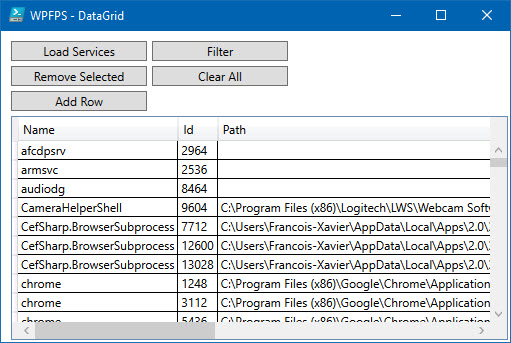 WPFPS - DataGrid
Load Services Filter
Remove Selected Clear All
Add Row
Name Id Path
afcdpsrv 2964
armsvc 2536
audiodg 8464
CameraHelperShell 9604 C:\Program Files (x86)\Logitech\LWS\Webcam Softw
CefSharp.BrowserSubprocess 7712 C:\Users\Francois-Xavier\AppData\Local\Apps\2.0\
CefSharp.BrowserSubprocess 12600 C:\Users\Francois-Xavier\AppData\Local\Apps\2.0\
CefSharp.BrowserSubprocess 13028 C:\Users\Francois-Xavier\AppData\Local\Apps\2.0\
chrome 1248 C:\Program Files (x86)\Google\Chrome\Application
chrome 3112 C:\Program Files (x86)\Google\Chrome\Application
chrome 5436 C:\Program Files (x86)\Google\Chrome\Application